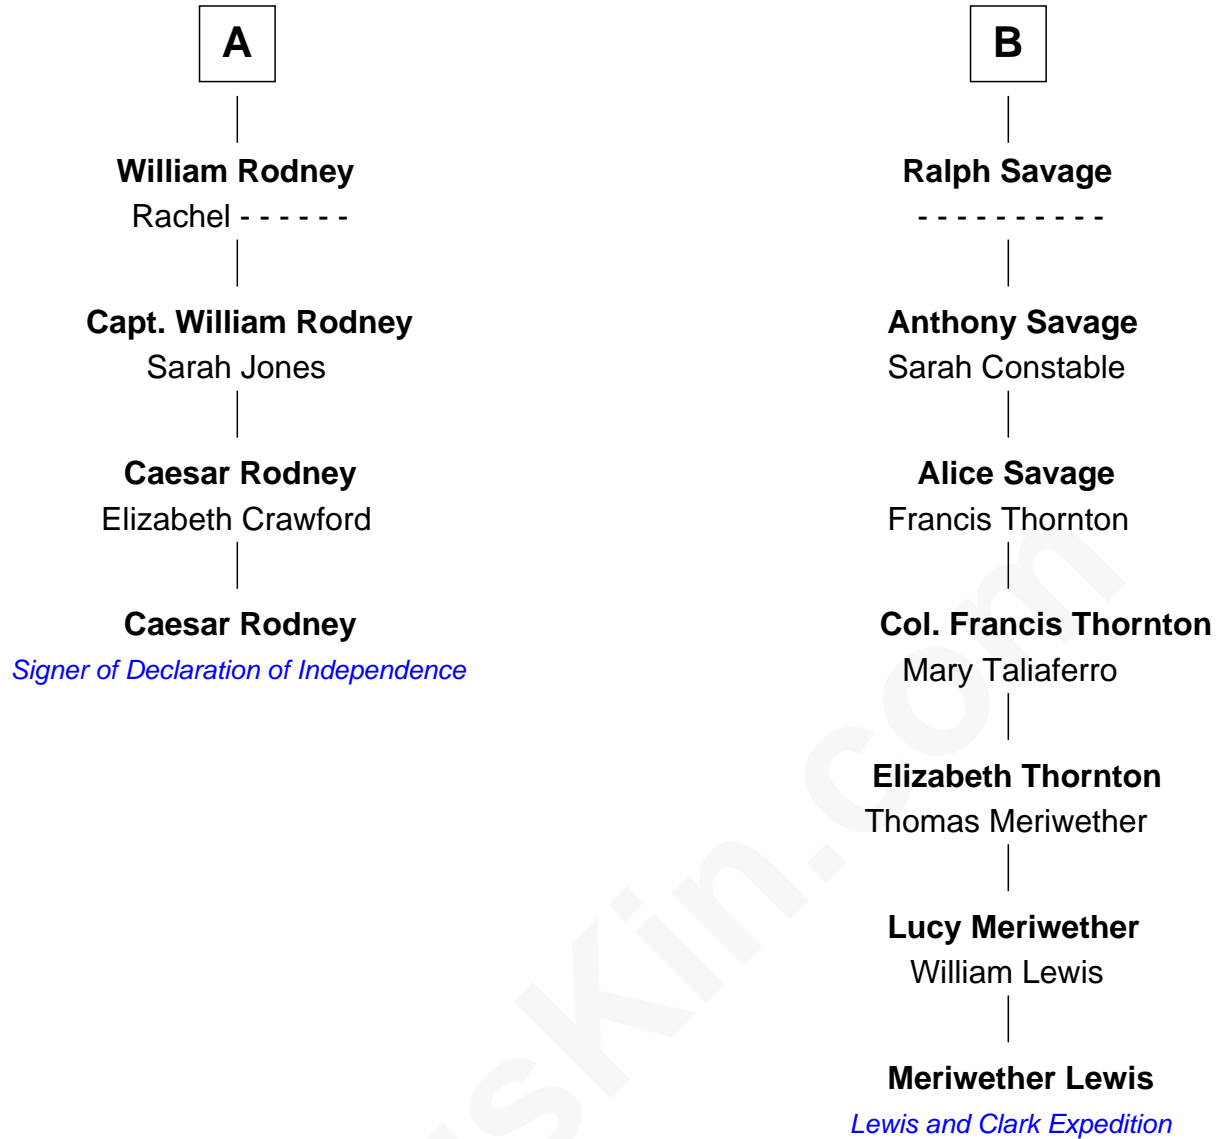 A
William Rodney
Rachel - - - - - -
Capt. William Rodney
Sarah Jones
Caesar Rodney
Elizabeth Crawford
Caesar Rodney
Signer of Declaration of Independence
B
Ralph Savage
- - - - - - - - - -
Anthony Savage
Sarah Constable
Alice Savage
Francis Thornton
Col. Francis Thornton
Mary Taliaferro
Elizabeth Thornton
Thomas Meriwether
Lucy Meriwether
William Lewis
Meriwether Lewis
Lewis and Clark Expedition
sKin.com